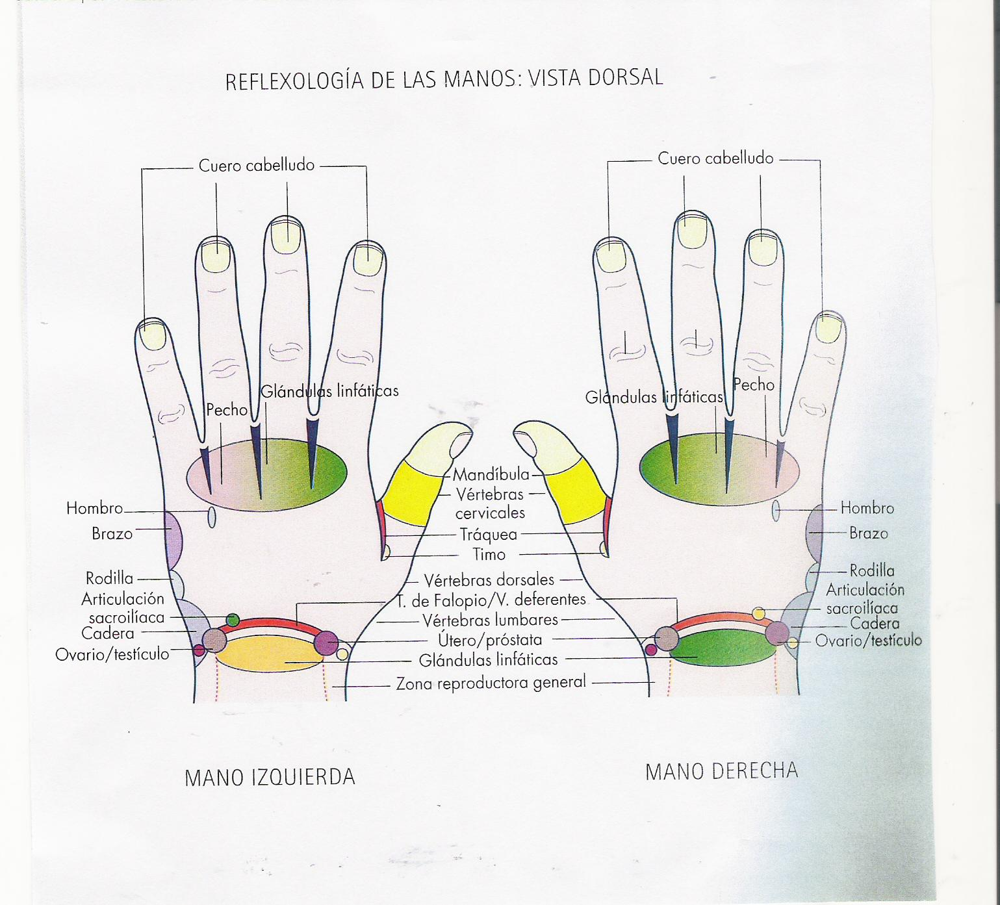 REFLEXOLOGÍA DE LAS MANOS: VISTA DORSAL
Cuero cabelludo
Cuero cabelludo
Glándulas linfáticas
Pecho
Pecho
Glándulas linfáticas
Hombro
Brazo
Rodilla
Articulación
sacroilíaca
Cadera
Ovario/testículo
Mandíbula
Vértebras
cervicales
Tráquea
Timo
Vértebras dorsales
T. de Falopio/V. deferentes
Vértebras lumbares
Útero/próstata
Glándulas linfáticas
Zona reproductora general
Hombro
Brazo
Rodilla
Articulación
sacroilíaca
Cadera
Ovario/testículo
MANO IZQUIERDA
MANO DERECHA